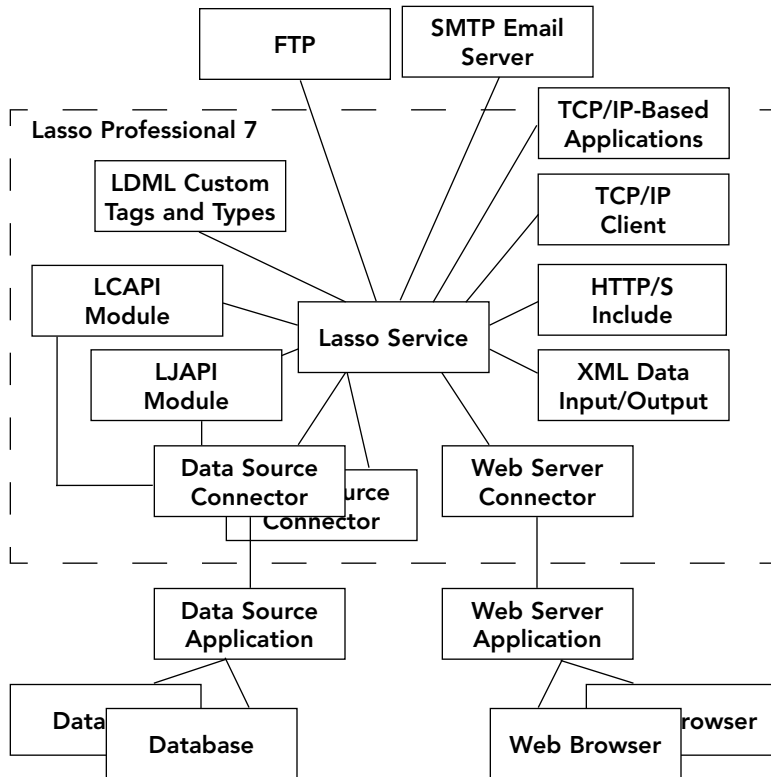 FTP
SMTP Email
Server
Lasso Professional 7
TCP/IP-Based
Applications
LDML Custom
Tags and Types
TCP/IP
Client
LCAPI
Module
HTTP/S
Include
Lasso Service
LJAPI
Module
XML Data
Input/Output
Data Source
Connector
Connector
Web Server
Connector
Data Source
Application
Web Server
Application
Data
Database
Web Browser